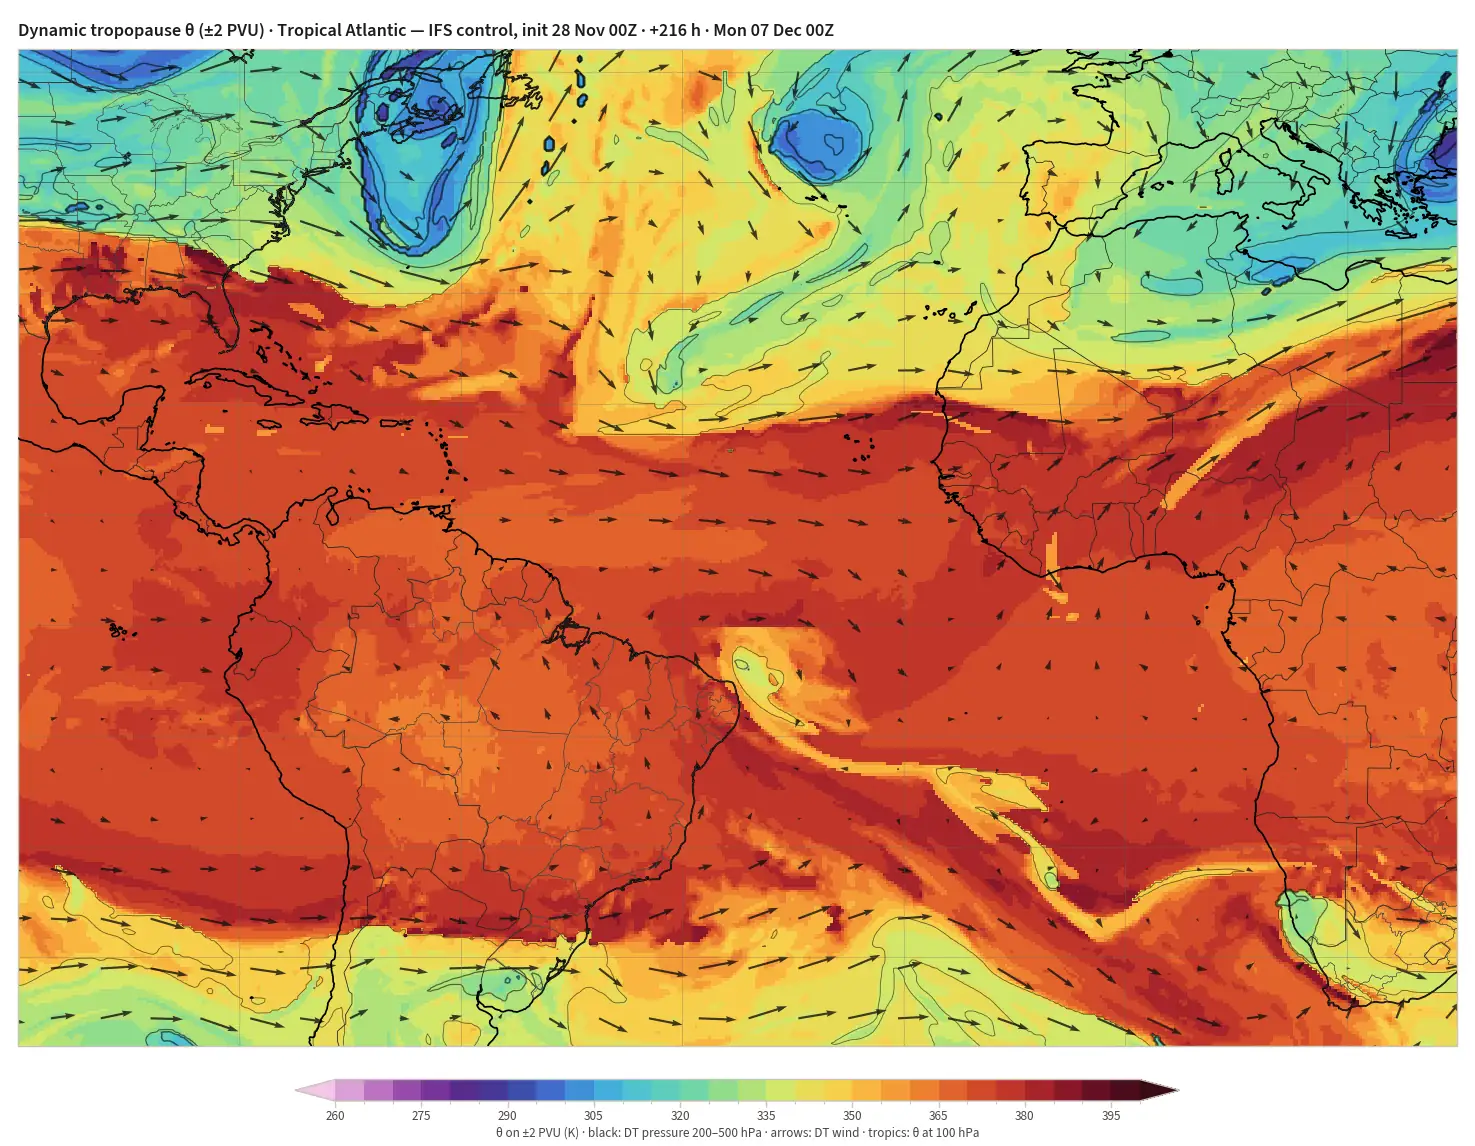 Dynamic tropopause θ (±2 PVU) · Tropical Atlantic — IFS control, init 28 Nov 00Z · +216 h · Mon 07 Dec 00Z
260 275 290 305 320 335 350 365 380 395
θ on ±2 PVU (K) · black: DT pressure 200–500 hPa · arrows: DT wind · tropics: θ at 100 hPa